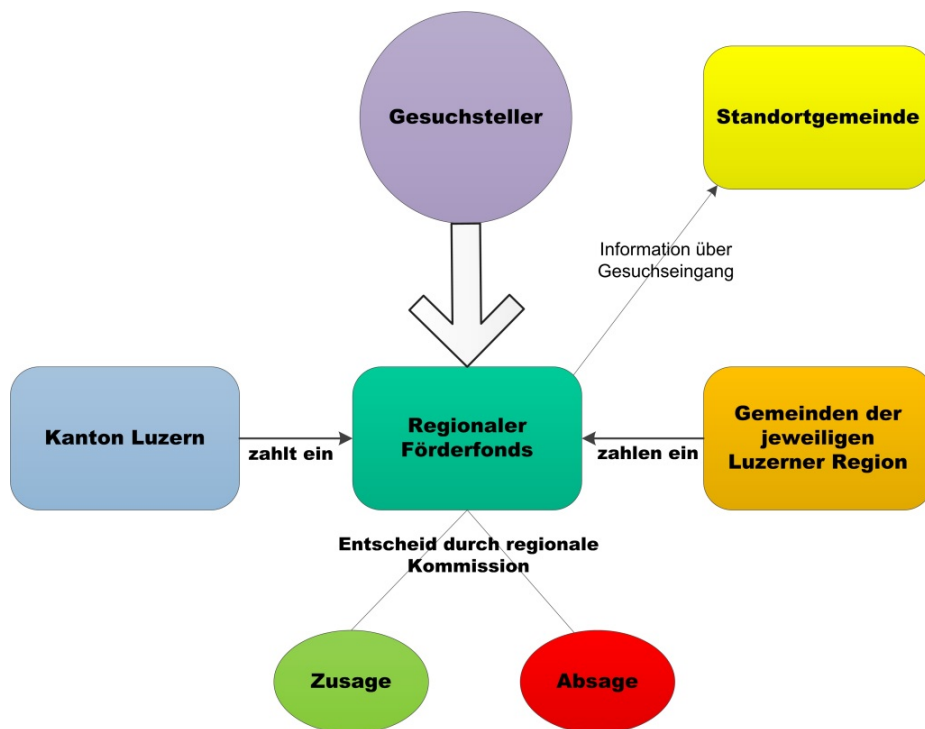 Gesuchsteller
Standortgemeinde
Information über
Gesuchseingang
Kanton Luzern
zahlt ein
Regionaler
Förderfonds
zahlen ein
Gemeinden der
jeweiligen
Luzerner Region
Entscheid durch regionale
Kommission
Zusage
Absage